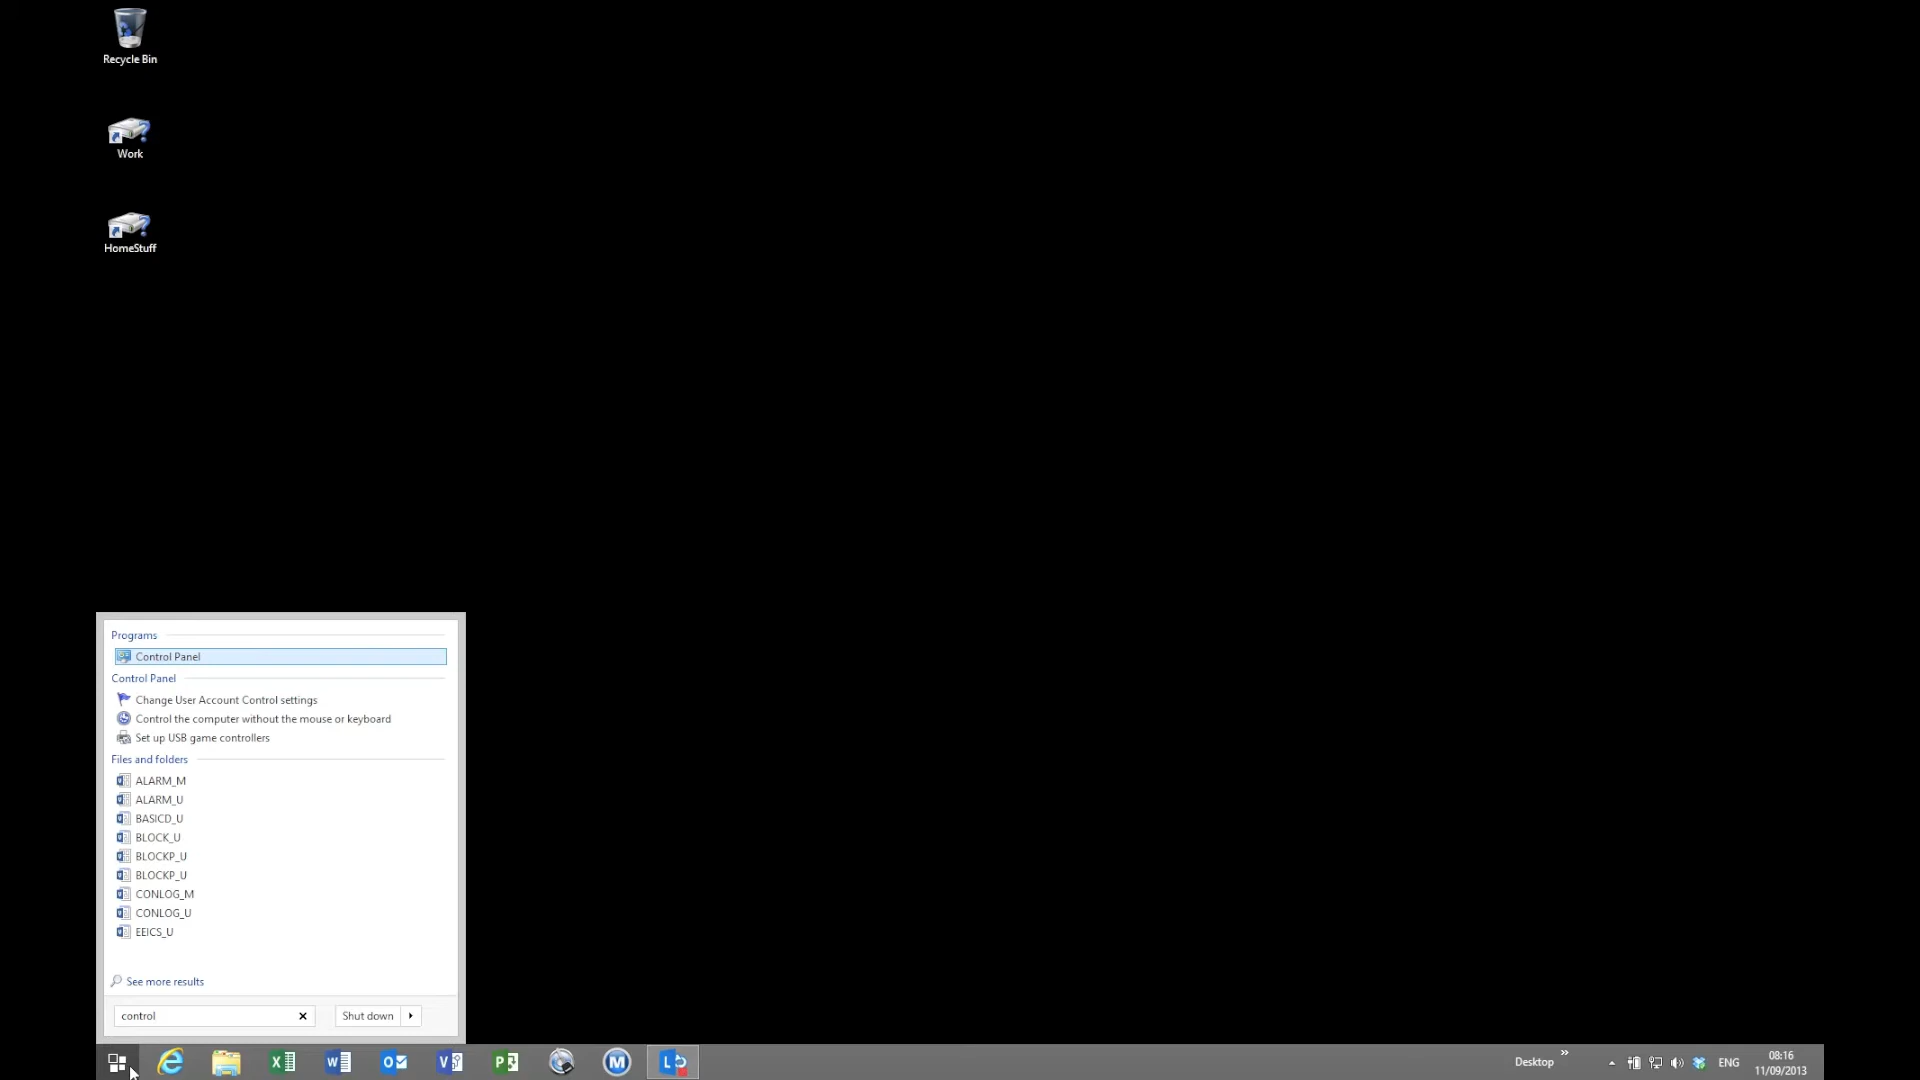 Recycle Bin
Work
HomeStuff
Programs
Control Panel
Control Panel
Change User Account Control settings
Control the computer without the mouse or keyboard
Set up USB game controllers
Files and folders
ALARM_M
ALARM_U
BASICD_U
BLOCK_U
BLOCKP_U
BLOCKP_U
CONLOG_M
CONLOG_U
EEICS_U
See more results
control
Shut down
Desktop
ENG
08:16
11/09/2013